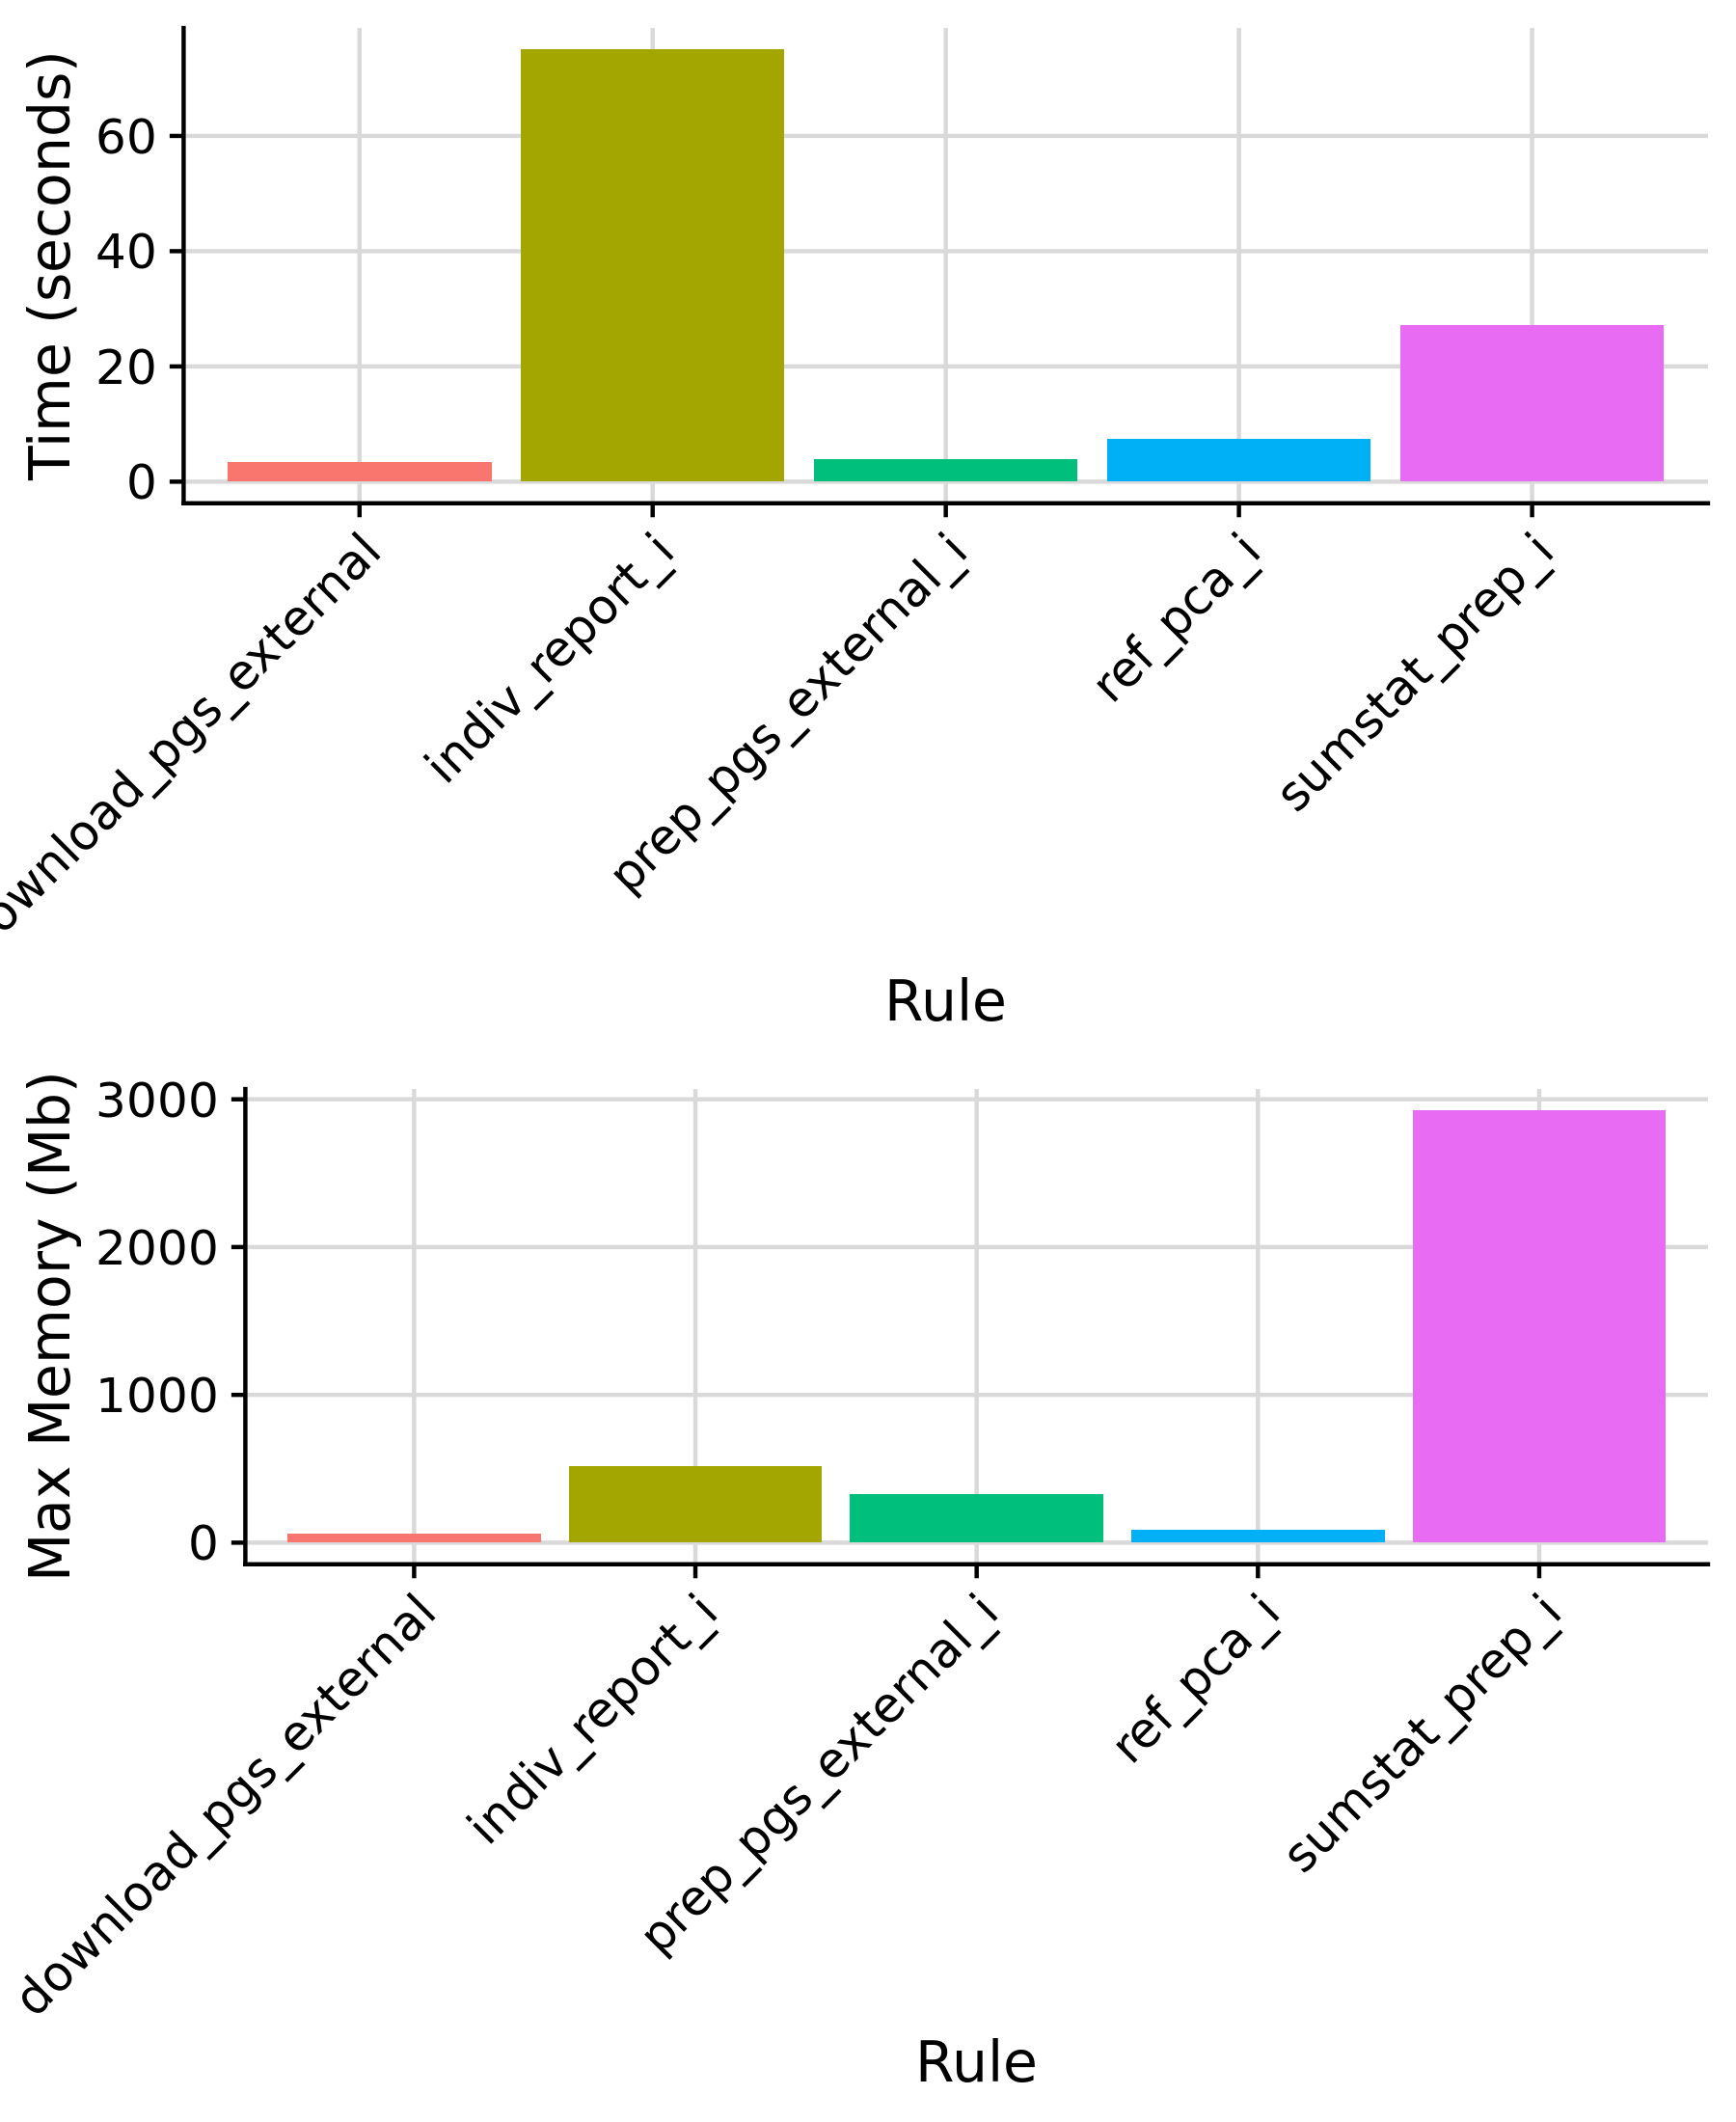 Time (seconds)
60
40
20
0
ownload_pgs_external
indiv_report_i
prep_pgs_external_i
ref_pca_i
sumstat_prep_i
Rule
Max Memory (Mb)
3000
2000
1000
0
download_pgs_external
indiv_report_i
prep_pgs_external_i
ref_pca_i
sumstat_prep_i
Rule